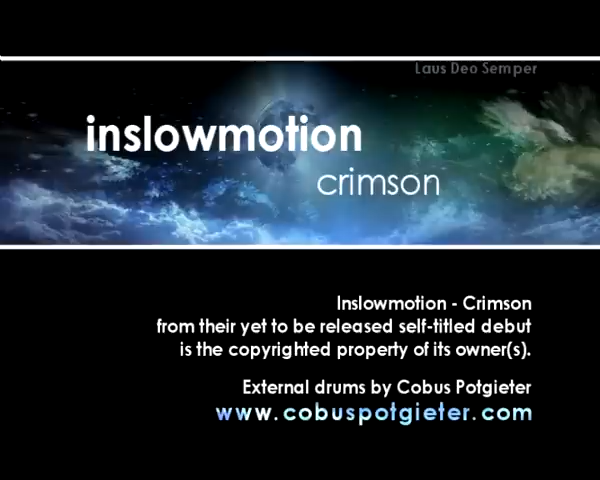 Laus Deo Semper
inslowmotion
crimson
Inslowmotion - Crimson
from their yet to be released self-titled debut
is the copyrighted property of its owner(s).
External drums by Cobus Potgieter
www.cobuspotgieter.com